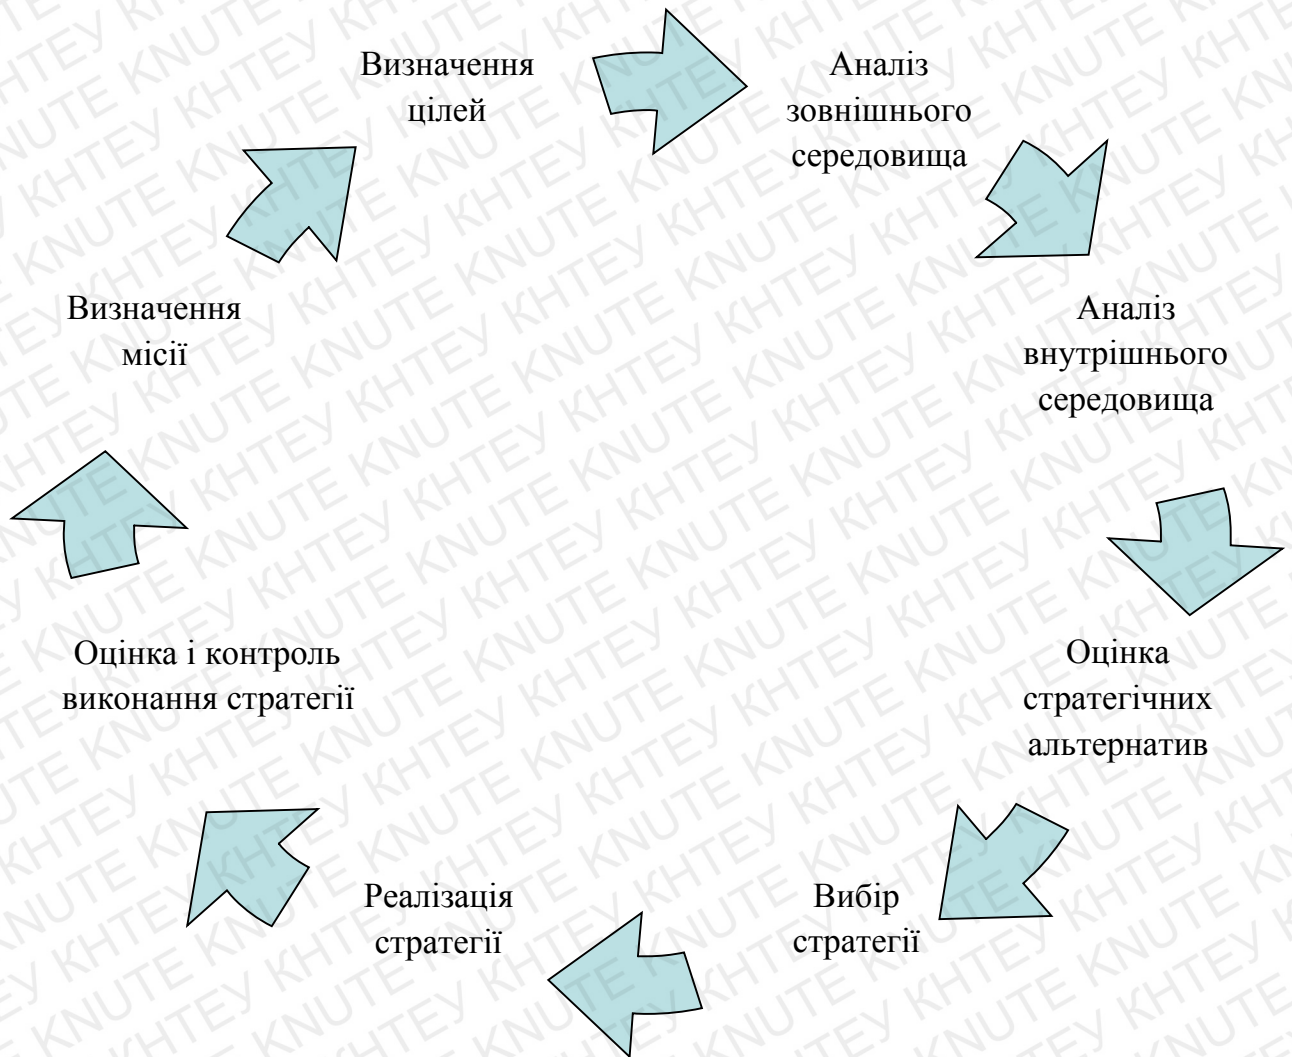 Визначення
цілей
Аналіз
зовнішнього
середовища
Аналіз
внутрішнього
середовища
Оцінка
стратегічних
альтернатив
Вибір
стратегії
Реалізація
стратегії
Оцінка і контроль
виконання стратегії
Визначення
місії